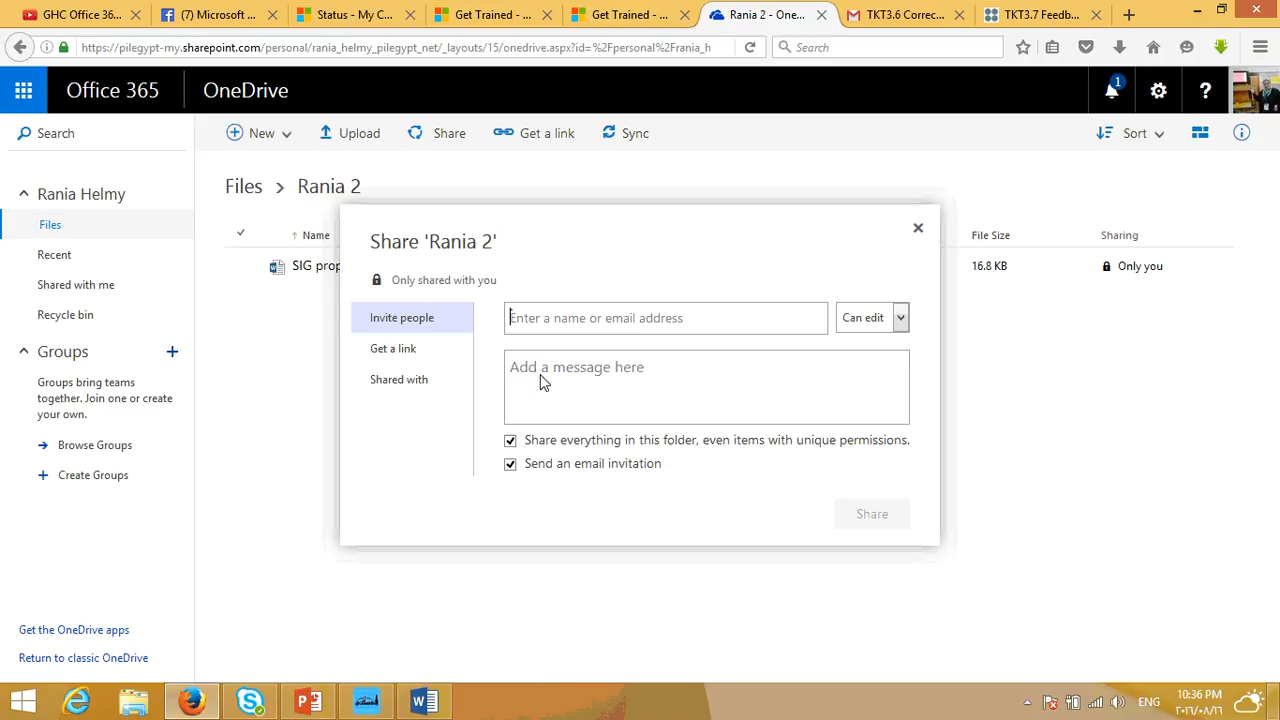 GHC Office 36...
(7) Microsoft ...
Status - My C...
Get Trained - ...
Get Trained - ...
Rania 2 - One...
TKT3.6 Correc...
TKT3.7 Feedb...
https://pilegypt-my.sharepoint.com/personal/rania_helmy_pilegypt_net/_layouts/15/onedrive.aspx?id=%2Fpersonal%2Frania_h
Search
Office 365
OneDrive
1
?
Search
New
Upload
Share
Get a link
Sync
Sort
Rania Helmy
Files
Recent
Shared with me
Recycle bin
Groups
Groups bring teams
together. Join one or create
your own.
Browse Groups
Create Groups
Get the OneDrive apps
Return to classic OneDrive
Files > Rania 2
Name
File Size
Sharing
SIG prop
16.8 KB
Only you
Share 'Rania 2'
Only shared with you
Invite people
Get a link
Shared with
Enter a name or email address
Can edit
Add a message here
Share everything in this folder, even items with unique permissions.
Send an email invitation
Share
ENG
10:36 PM